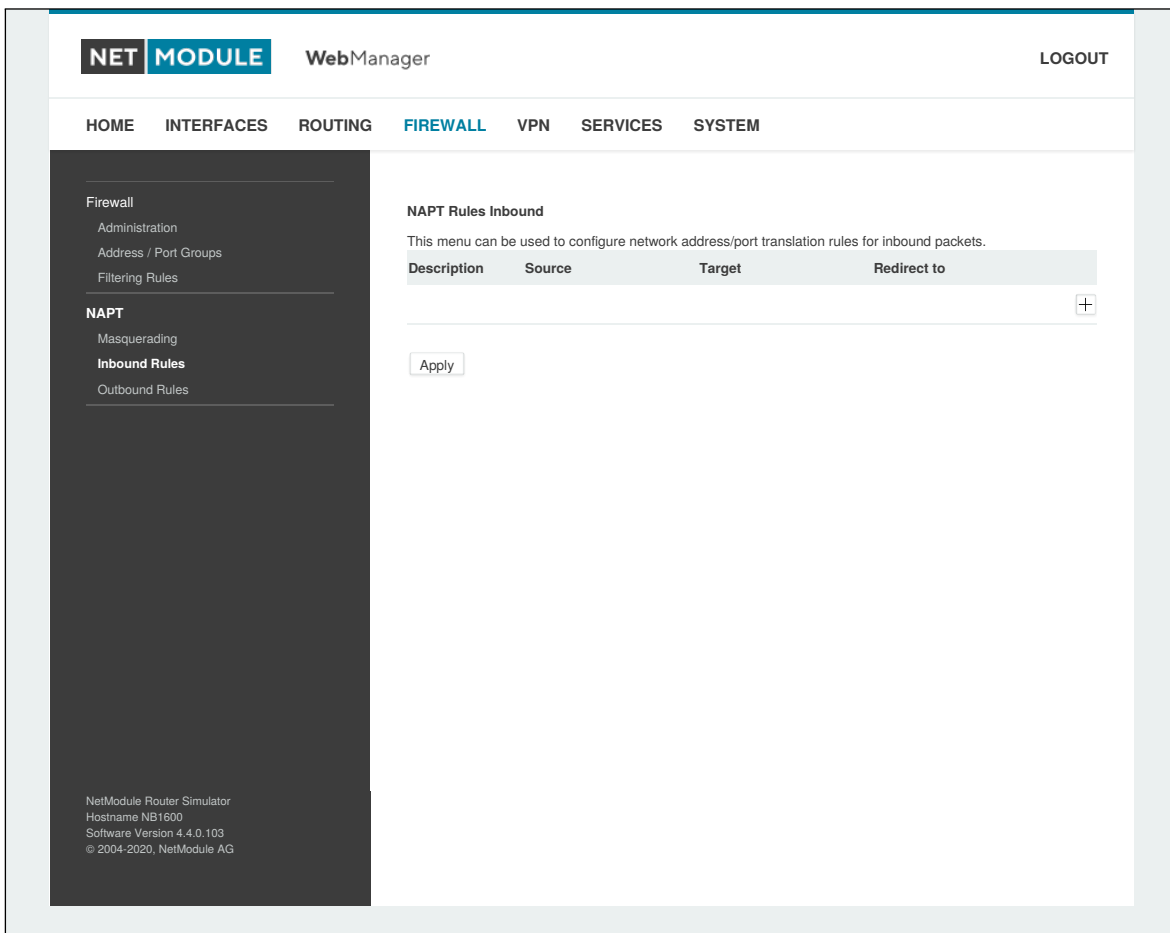 NET MODULE WebManager LOGOUT
HOME INTERFACES ROUTING FIREWALL VPN SERVICES SYSTEM
Firewall
Administration
Address / Port Groups
Filtering Rules
NAPT
Masquerading
Inbound Rules
Outbound Rules
NetModule Router Simulator
Hostname NB1600
Software Version 4.4.0.103
© 2004-2020, NetModule AG
NAPT Rules Inbound
This menu can be used to configure network address/port translation rules for inbound packets.
Description Source Target Redirect to
Apply